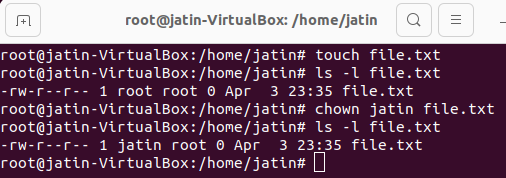 root@jatin-VirtualBox: /home/jatin
root@jatin-VirtualBox:/home/jatin# touch file.txt
root@jatin-VirtualBox:/home/jatin# ls -l file.txt
-rw-r--r-- 1 root root 0 Apr  3 23:35 file.txt
root@jatin-VirtualBox:/home/jatin# chown jatin file.txt
root@jatin-VirtualBox:/home/jatin# ls -l file.txt
-rw-r--r-- 1 jatin root 0 Apr  3 23:35 file.txt
root@jatin-VirtualBox:/home/jatin#